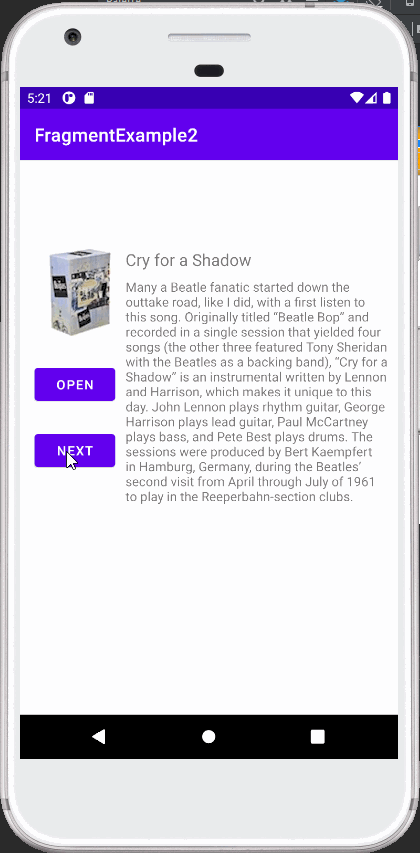 5:21
FragmentExample2
Cry for a Shadow
Many a Beatle fanatic started down the
outtake road, like I did, with a first listen to
this song. Originally titled “Beatle Bop” and
recorded in a single session that yielded four
songs (the other three featured Tony Sheridan
with the Beatles as a backing band), “Cry for a
Shadow” is an instrumental written by Lennon
and Harrison, which makes it unique to this
day. John Lennon plays rhythm guitar, George
Harrison plays lead guitar, Paul McCartney
plays bass, and Pete Best plays drums. The
sessions were produced by Bert Kaempfert
in Hamburg, Germany, during the Beatles’
second visit from April through July of 1961
to play in the Reeperbahn-section clubs.
OPEN
NEXT